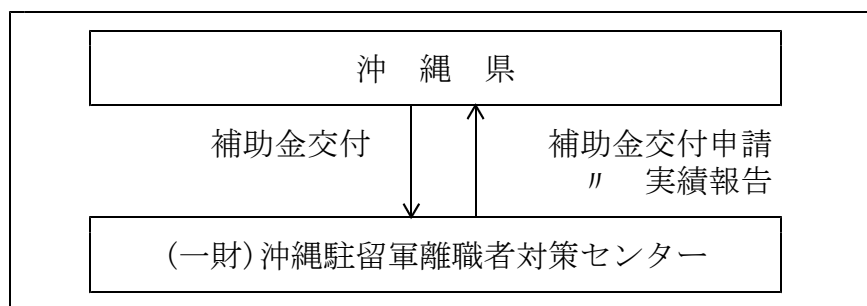 沖 縄 県
補助金交付
補助金交付申請
〃 実績報告
(一財)沖縄駐留軍離職者対策センター